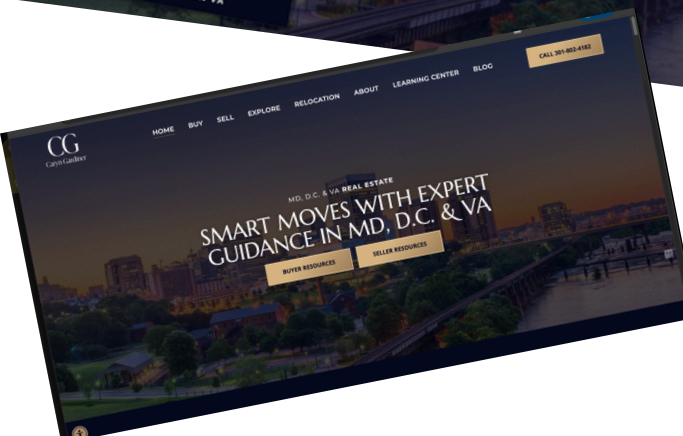 VA
CALL 301-802-4182
HOME BUY SELL EXPLORE RELOCATION ABOUT LEARNING CENTER BLOG
CG
Caryn Gardiner
MD, D.C. & VA REAL ESTATE
SMART MOVES WITH EXPERT
GUIDANCE IN MD, D.C. & VA
BUYER RESOURCES SELLER RESOURCES